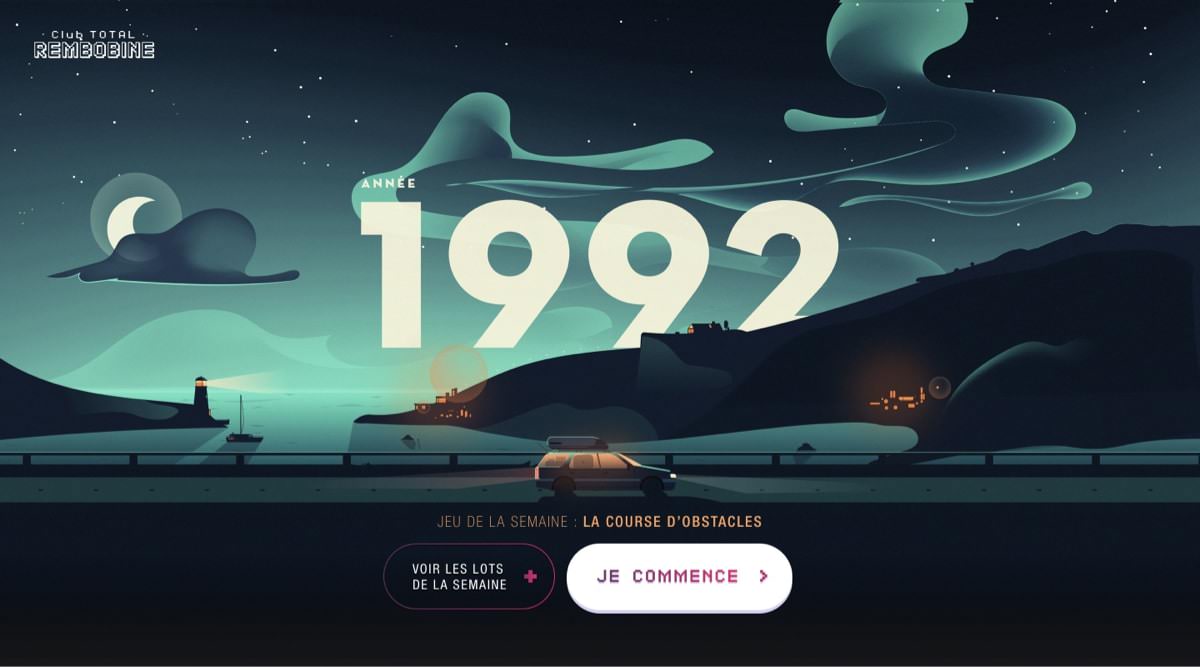 Club TOTAL
REMBOBINE
ANNÉE
1992
JEU DE LA SEMAINE : LA COURSE D'OBSTACLES
VOIR LES LOTS
DE LA SEMAINE
JE COMMENCE